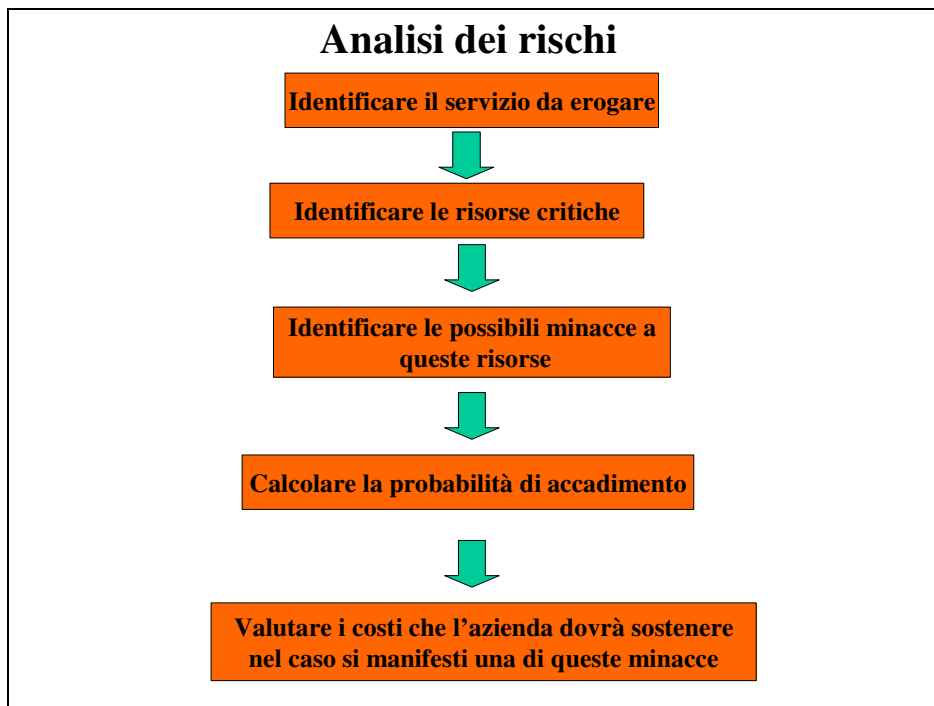 Analisi dei rischi
Identificare il servizio da erogare
Identificare le risorse critiche
Identificare le possibili minacce a
queste risorse
Calcolare la probabilità di accadimento
Valutare i costi che l’azienda dovrà sostenere
nel caso si manifesti una di queste minacce